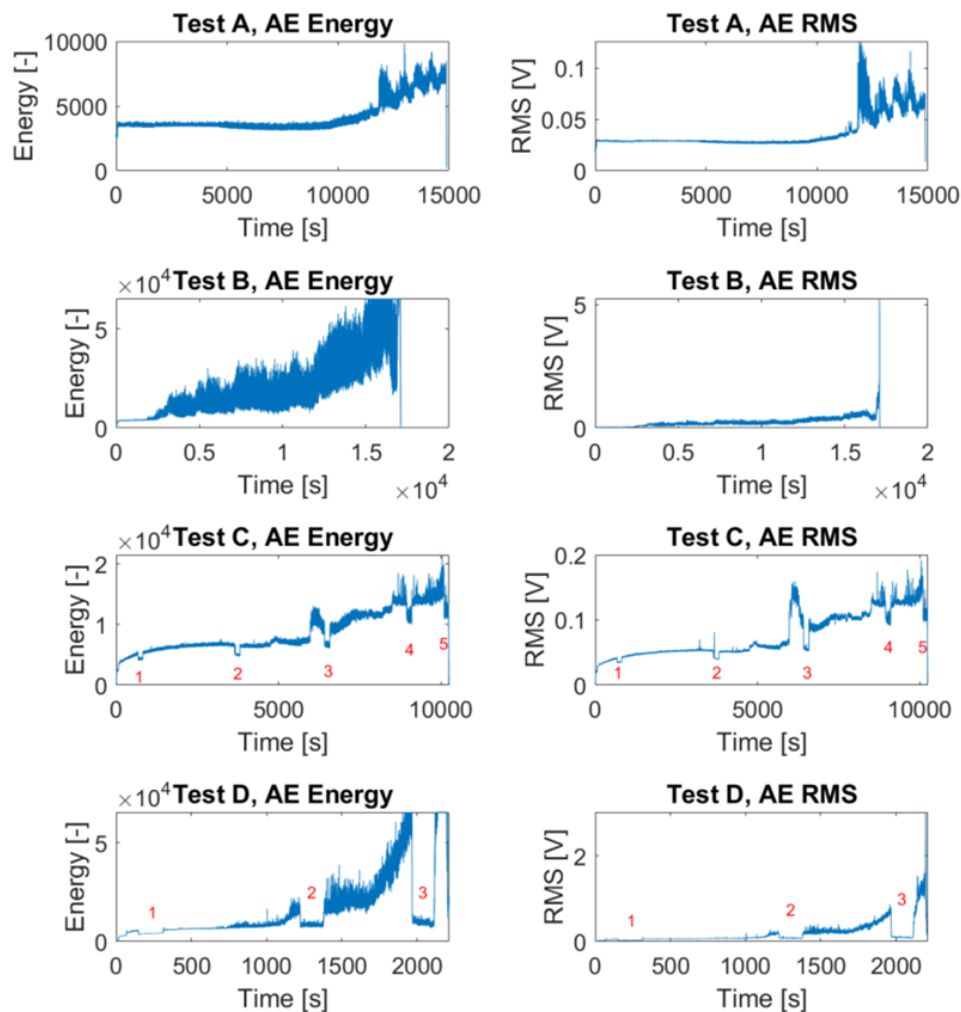 Test A, AE Energy
Energy [-]
10000
5000
0
0 5000 10000 15000
Time [s]
Test A, AE RMS
RMS [V]
0.1
0.05
0
0 5000 10000 15000
Time [s]
×10⁴ Test B, AE Energy
Energy [-]
5
0
0 0.5 1 1.5 2
Time [s] ×10⁴
Test B, AE RMS
RMS [V]
5
0
0 0.5 1 1.5 2
Time [s] ×10⁴
×10⁴ Test C, AE Energy
Energy [-]
2
1
0
1 2 3 4 5
0 5000 10000
Time [s]
Test C, AE RMS
RMS [V]
0.2
0.1
0
1 2 3 4 5
0 5000 10000
Time [s]
×10⁴ Test D, AE Energy
Energy [-]
5
0
1 2 3
0 500 1000 1500 2000
Time [s]
Test D, AE RMS
RMS [V]
2
0
1 2 3
0 500 1000 1500 2000
Time [s]